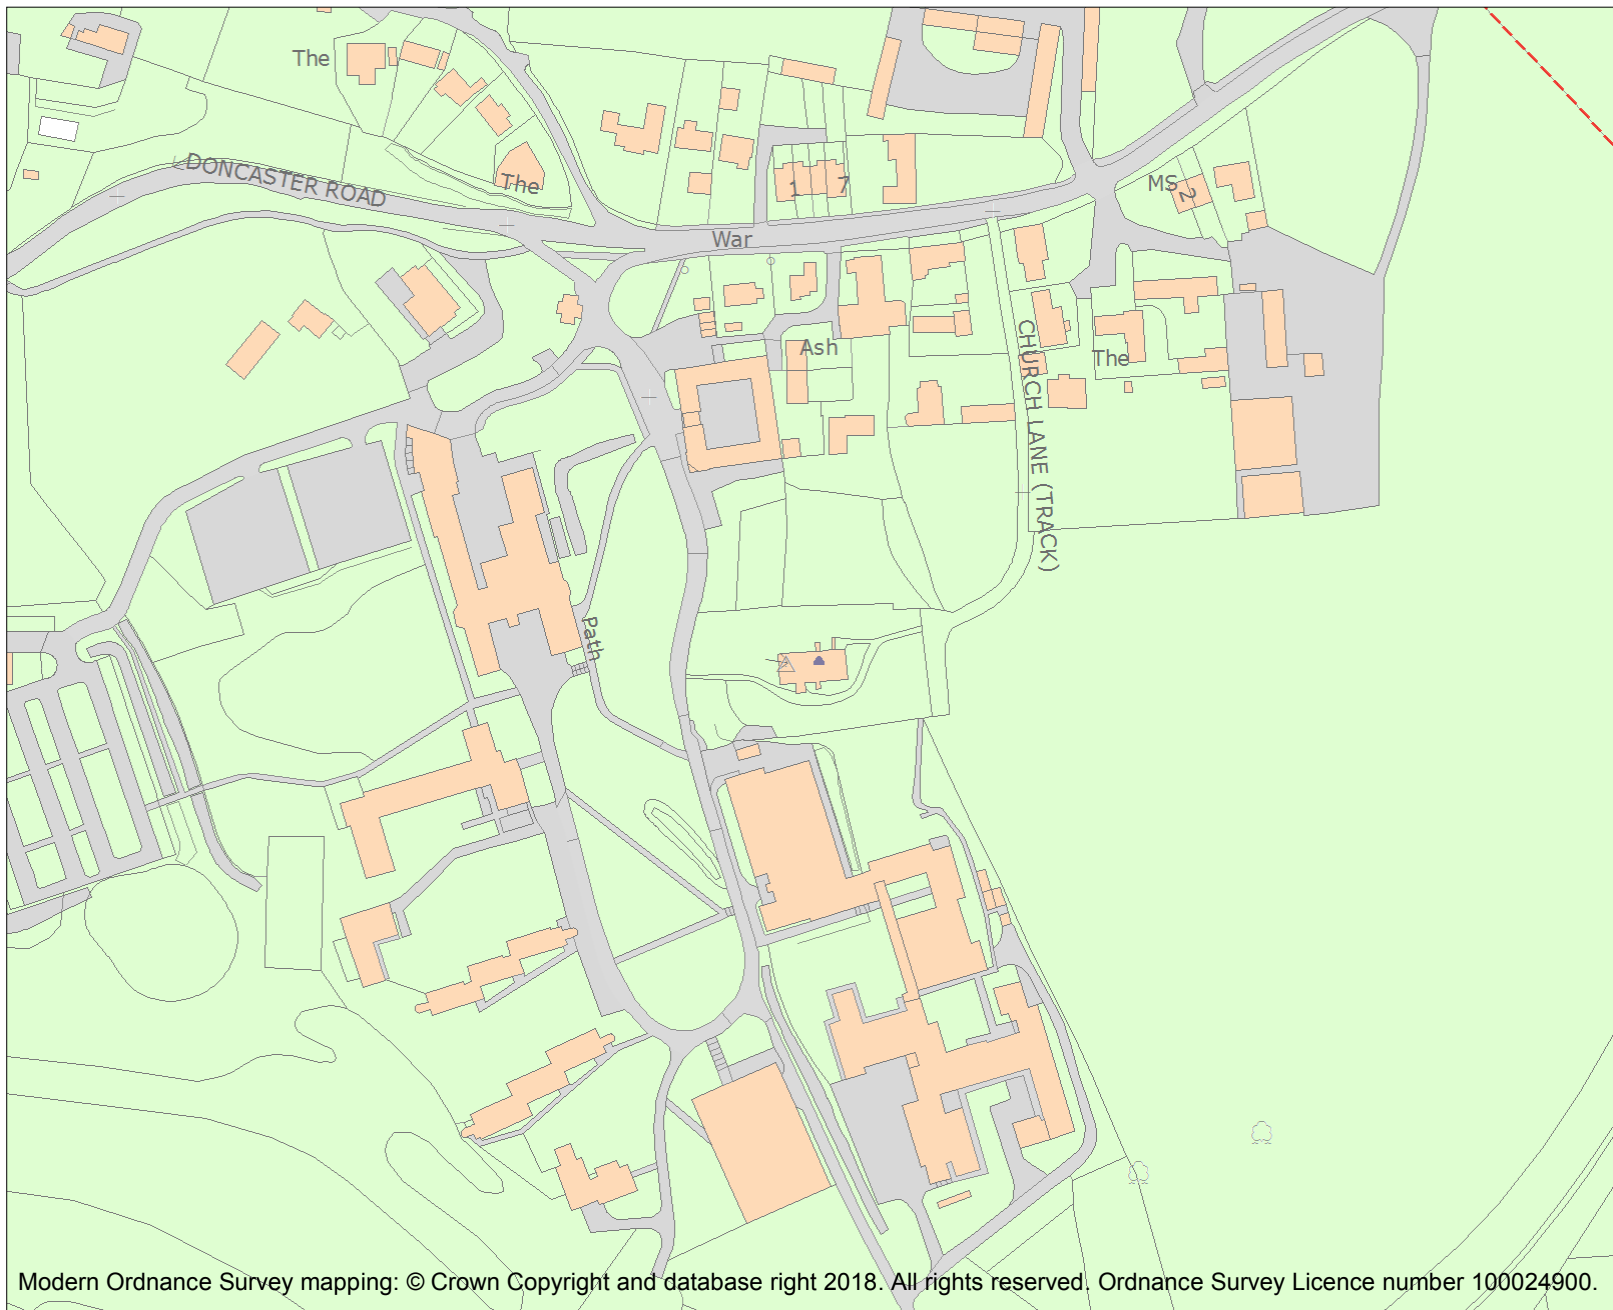 The
DONCASTER ROAD
The
1
7
MS
2
War
Ash
The
CHURCH LANE (TRACK)
Path
Modern Ordnance Survey mapping: © Crown Copyright and database right 2018. All rights reserved. Ordnance Survey Licence number 100024900.